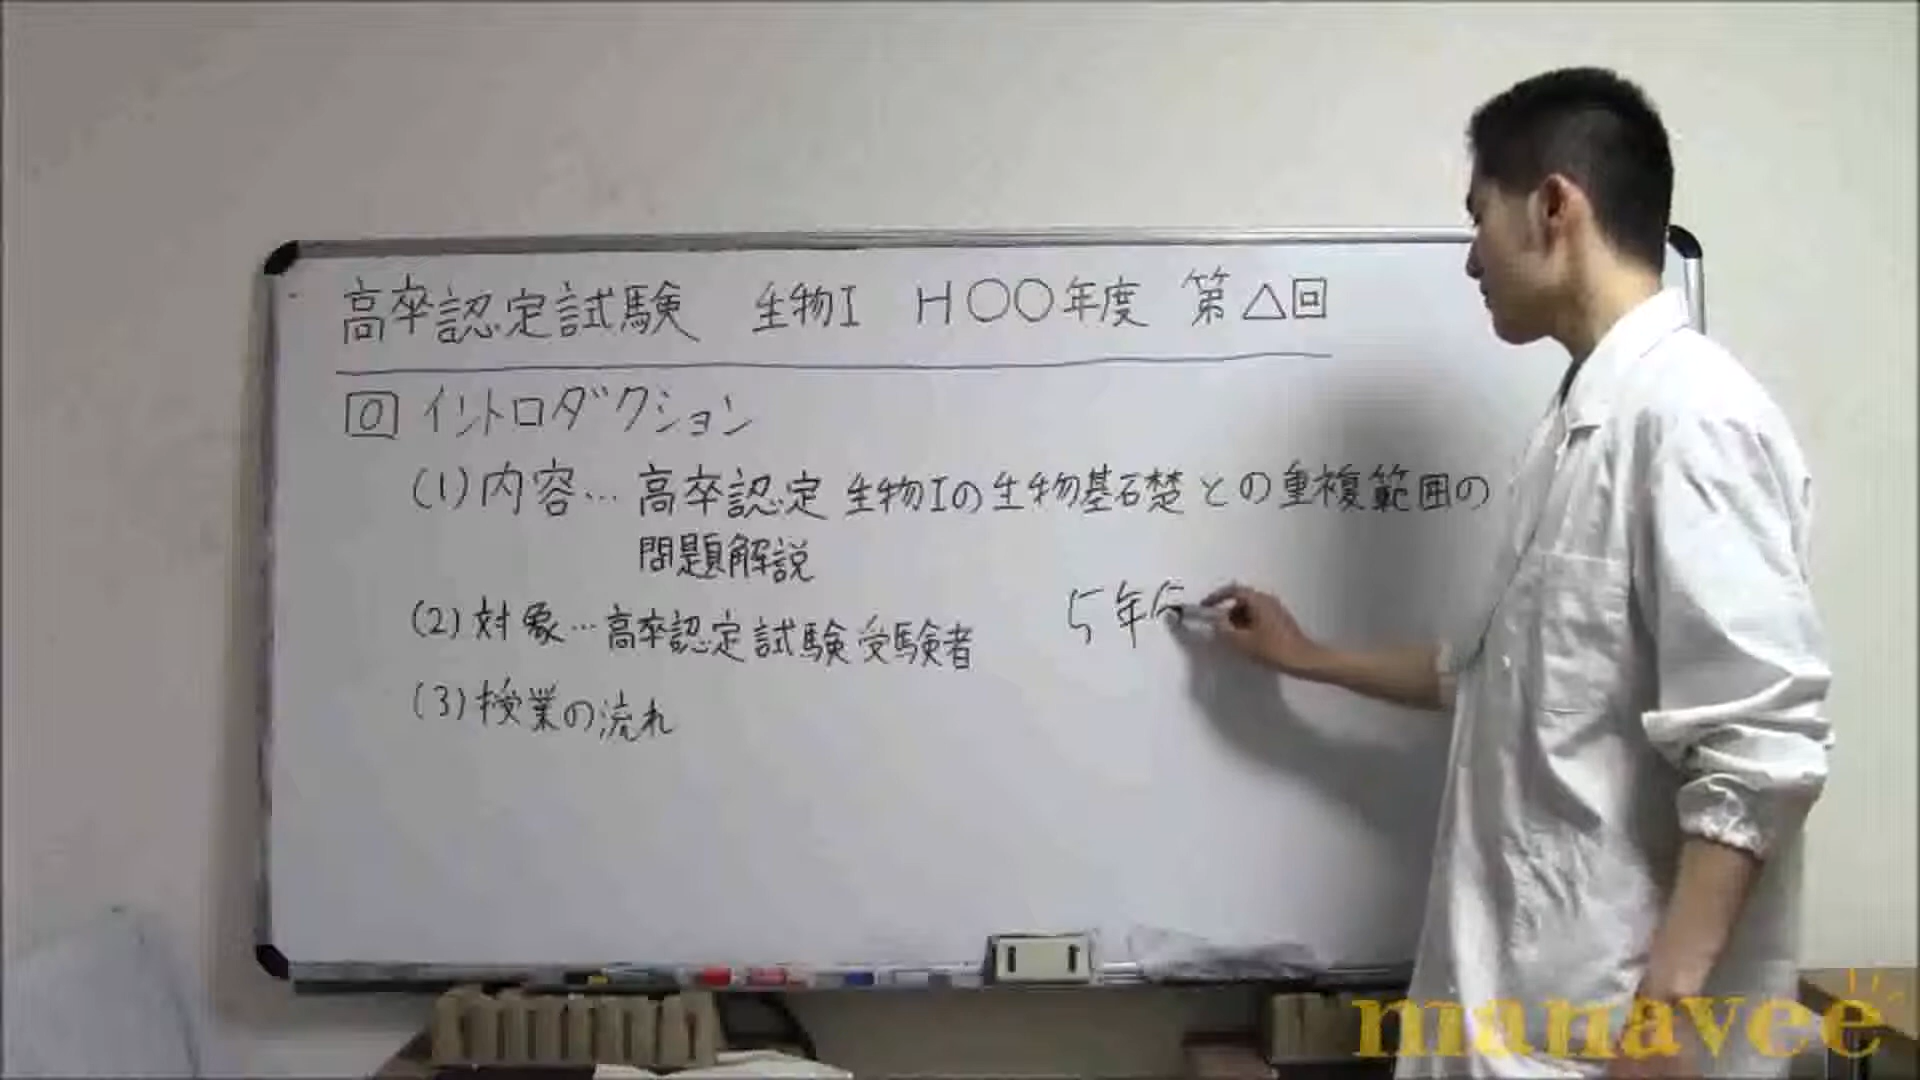 高卒認定試験 生物I H〇〇年度 第△回
0 イントロダクション
(1)内容… 高卒認定 生物Iの生物基礎との重複範囲の
問題解説
(2)対象…高卒認定試験受験者
5年分
(3)授業の流れ
manavee